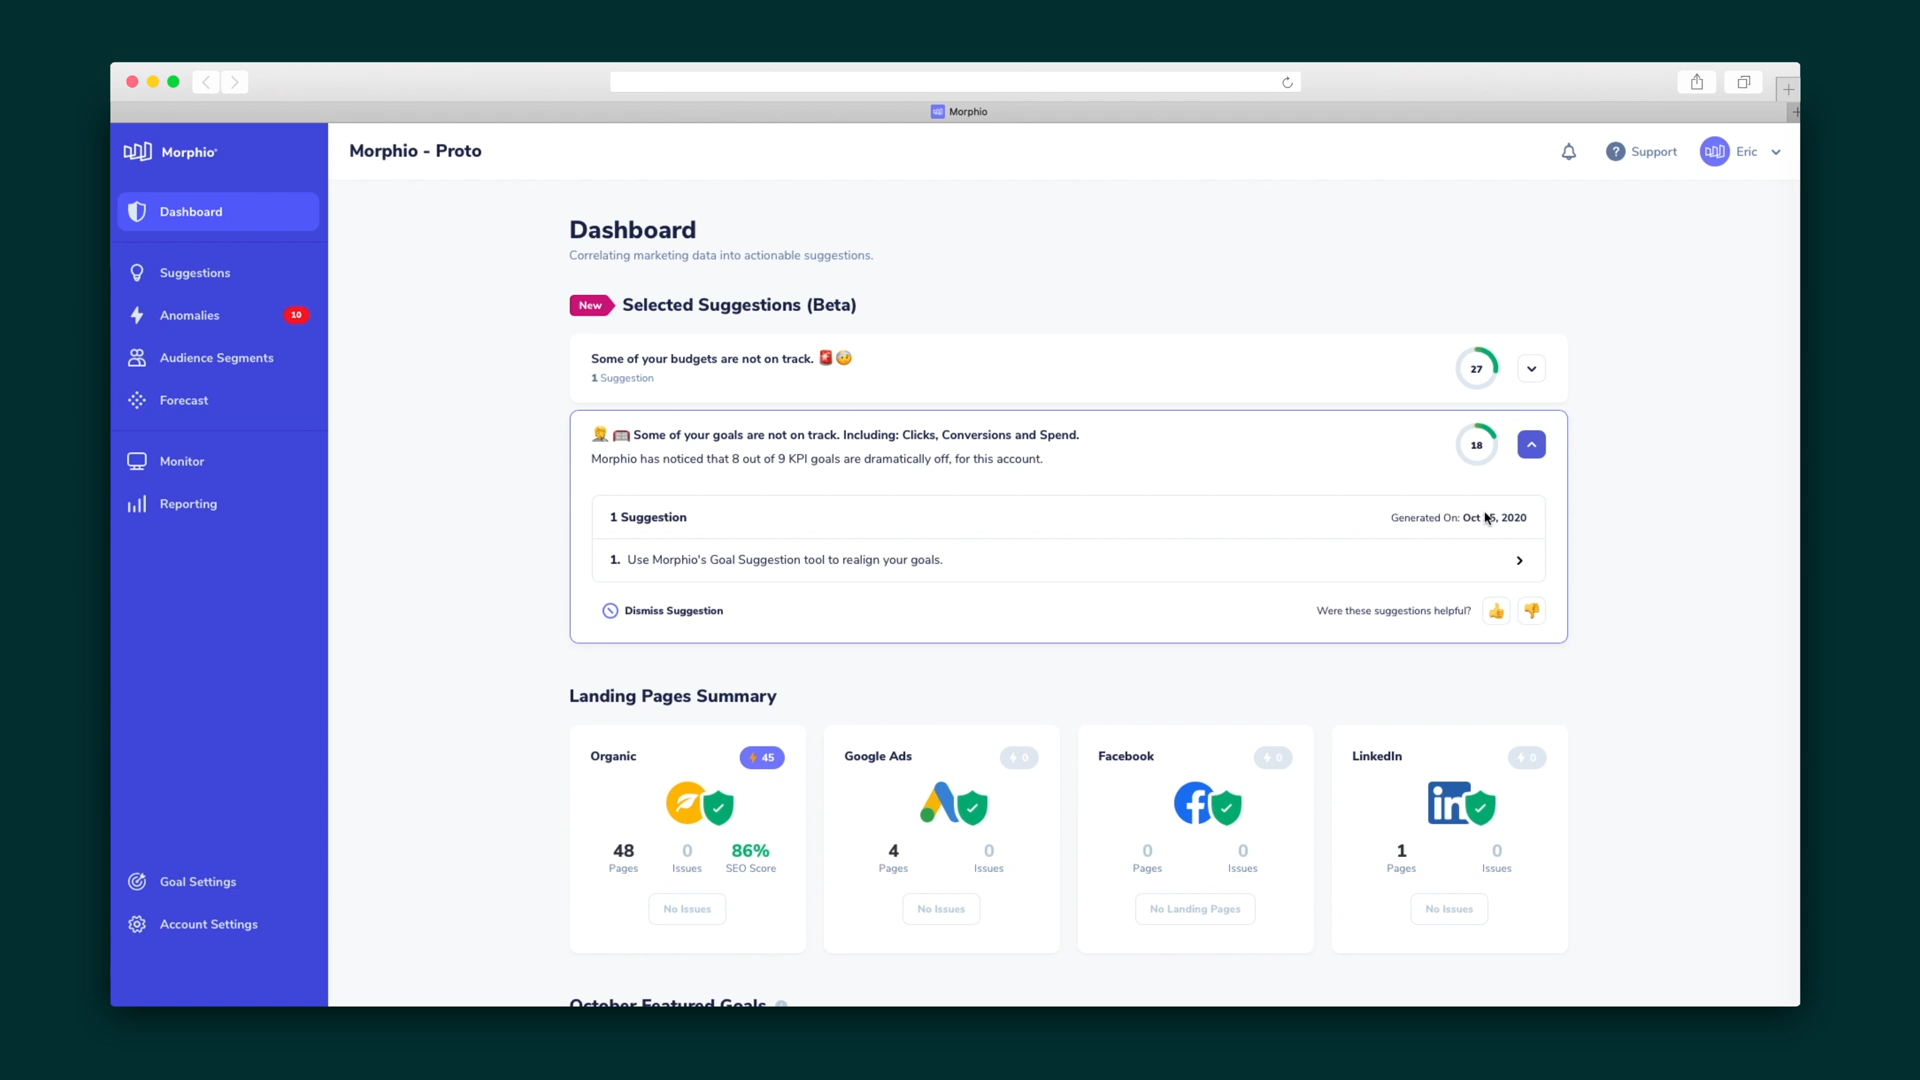 Morphio
Morphio
Morphio - Proto
Support
Eric
Dashboard
Suggestions
Anomalies
10
Audience Segments
Forecast
Monitor
Reporting
Goal Settings
Account Settings
Dashboard
Correlating marketing data into actionable suggestions.
New
Selected Suggestions (Beta)
Some of your budgets are not on track.
1 Suggestion
27
Some of your goals are not on track. Including: Clicks, Conversions and Spend.
Morphio has noticed that 8 out of 9 KPI goals are dramatically off, for this account.
18
1 Suggestion
Generated On: Oct 2020
1. Use Morphio's Goal Suggestion tool to realign your goals.
Dismiss Suggestion
Were these suggestions helpful?
Landing Pages Summary
Organic
45
48
Pages
0
Issues
86%
SEO Score
No Issues
Google Ads
0
4
Pages
0
Issues
No Issues
Facebook
0
0
Pages
0
Issues
No Landing Pages
LinkedIn
0
1
Pages
0
Issues
No Issues
October Featured Goals